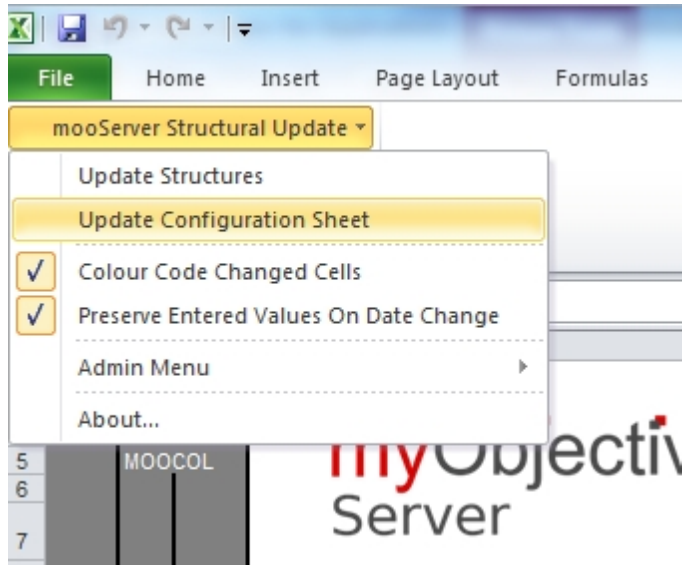 File Home Insert Page Layout Formulas
mooServer Structural Update
Update Structures
Update Configuration Sheet
Colour Code Changed Cells
Preserve Entered Values On Date Change
Admin Menu
About...
5 MOOCOL
myObjectiv
6
Server
7